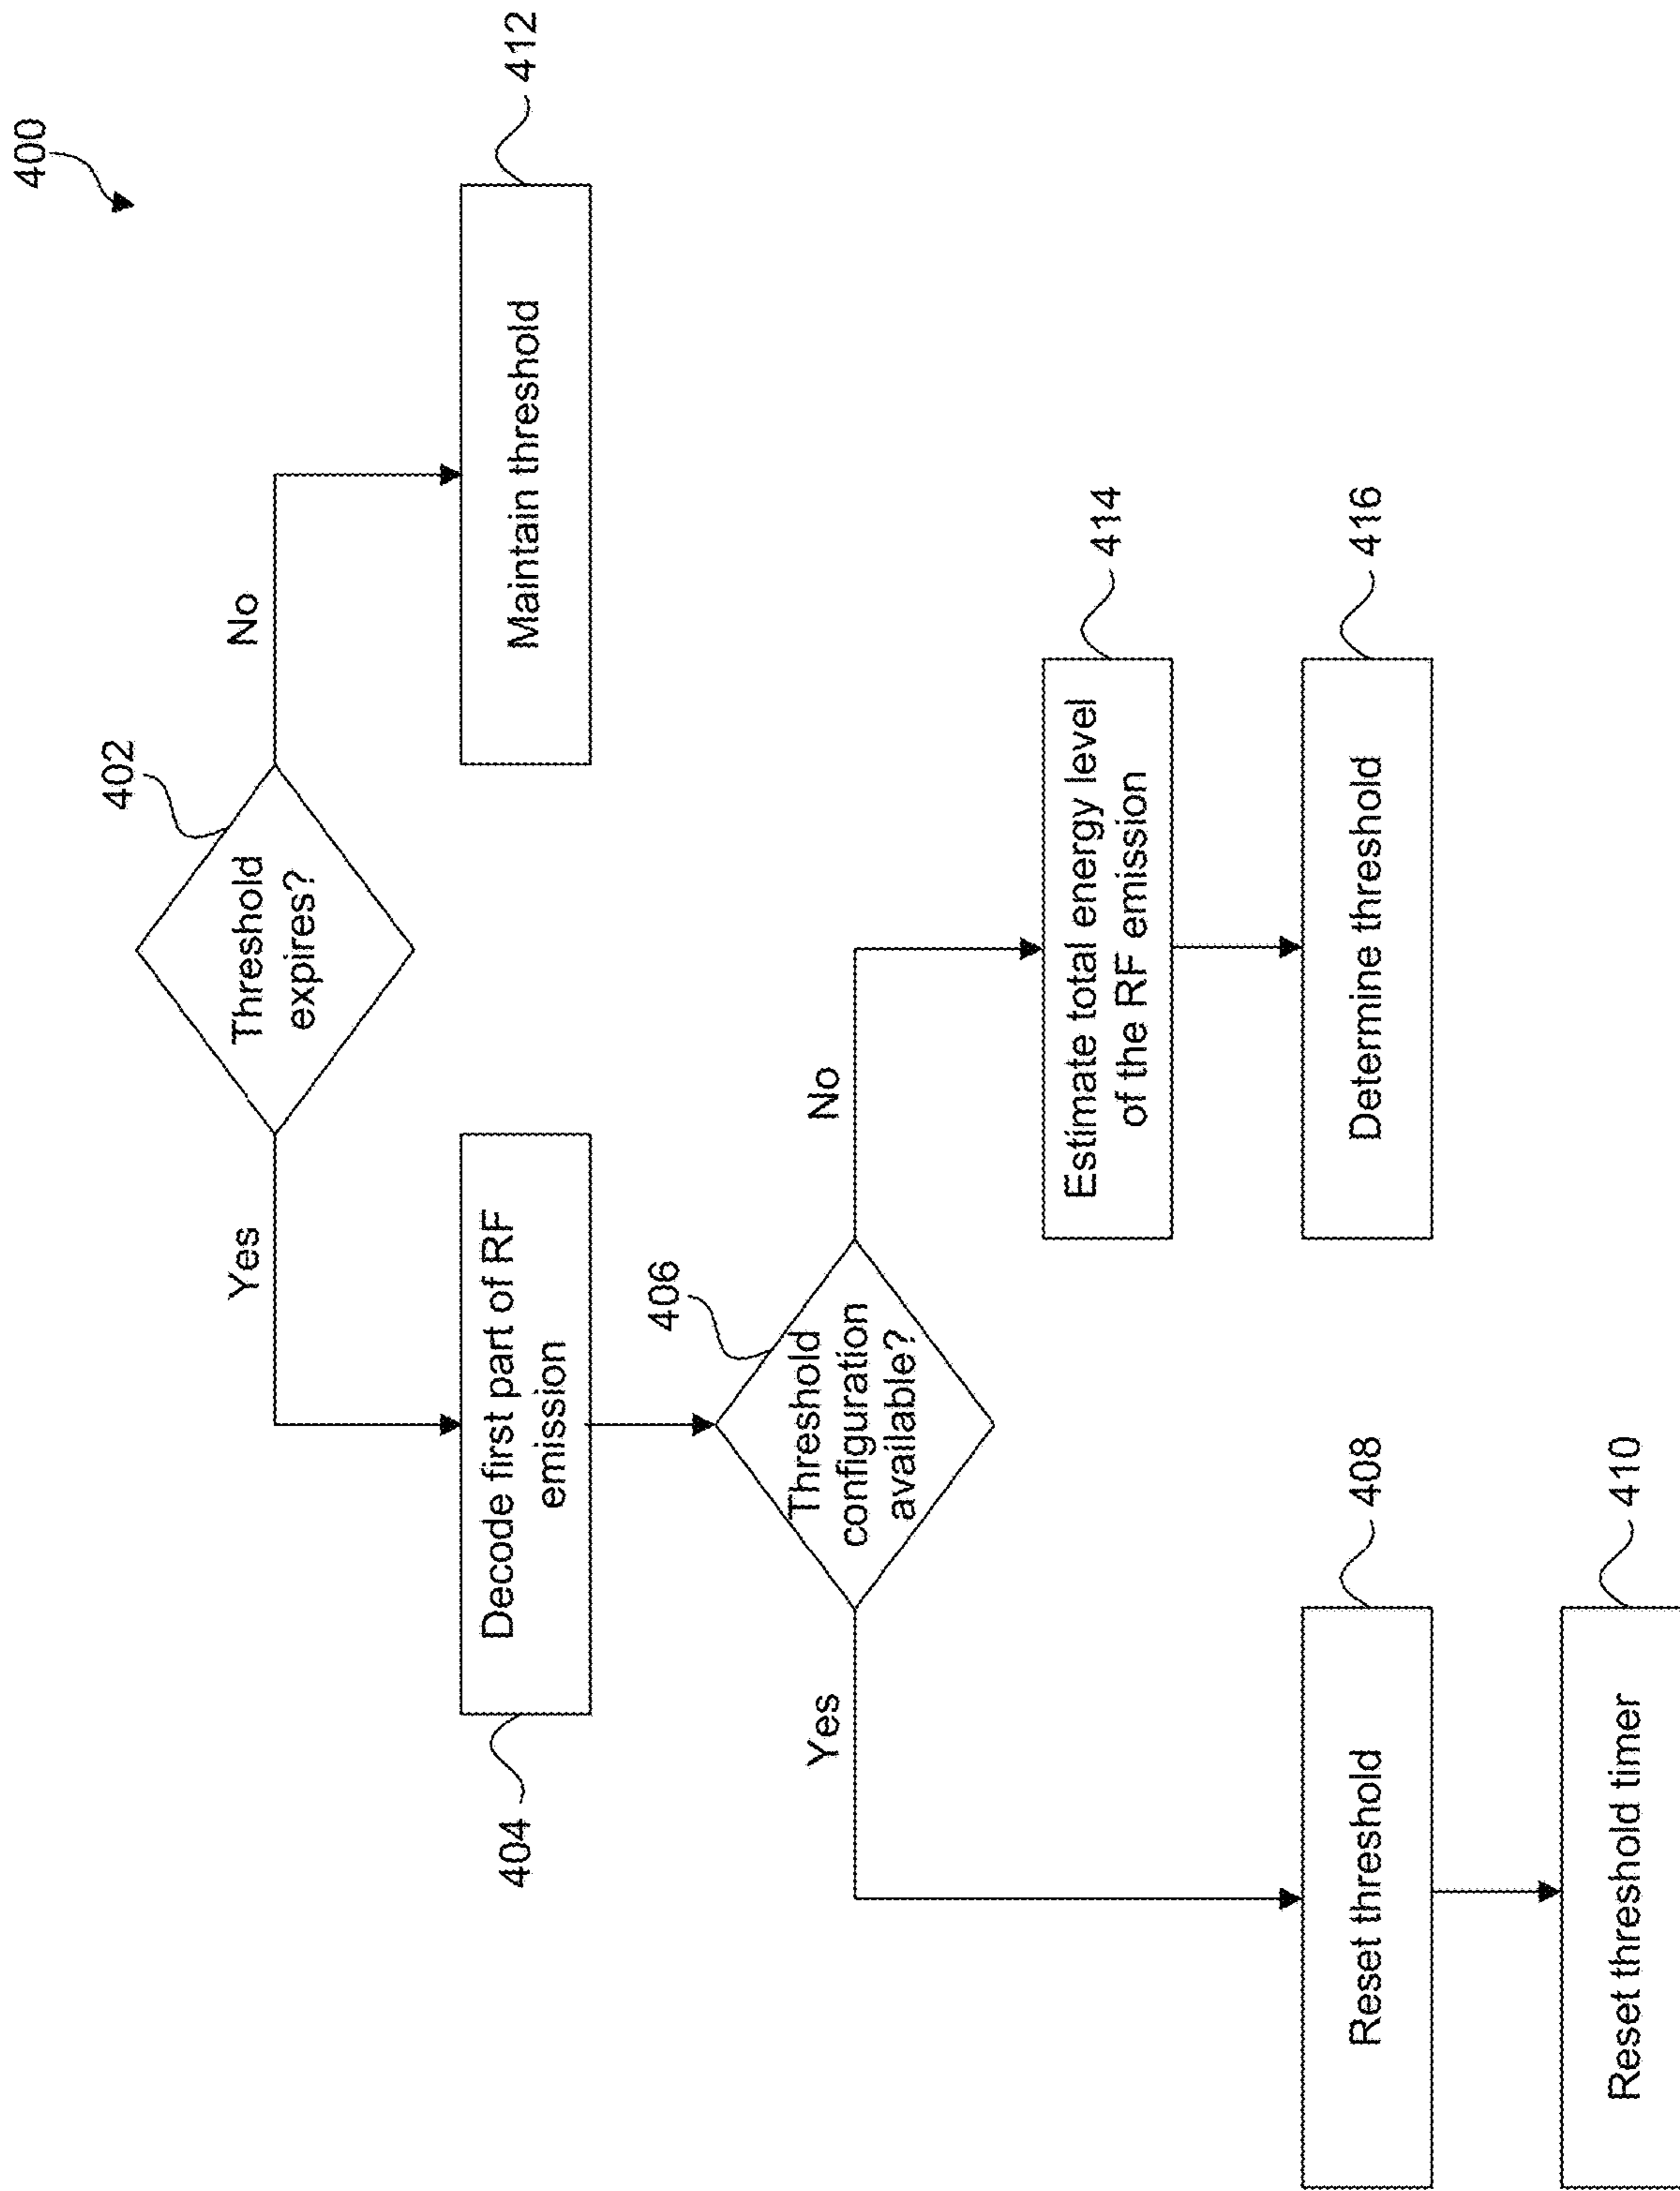 400
402
Threshold
expires?
Yes
No
404
Decode first part of RF
emission
Maintain threshold
412
406
Threshold
configuration
available?
Yes
No
Estimate total energy level
of the RF emission
414
Reset threshold
408
Determine threshold
416
Reset threshold timer
410